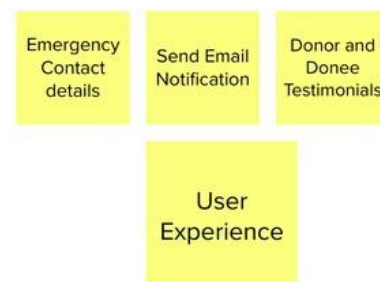 Emergency
Contact
details
Send Email
Notification
Donor and
Donee
Testimonials
User
Experience